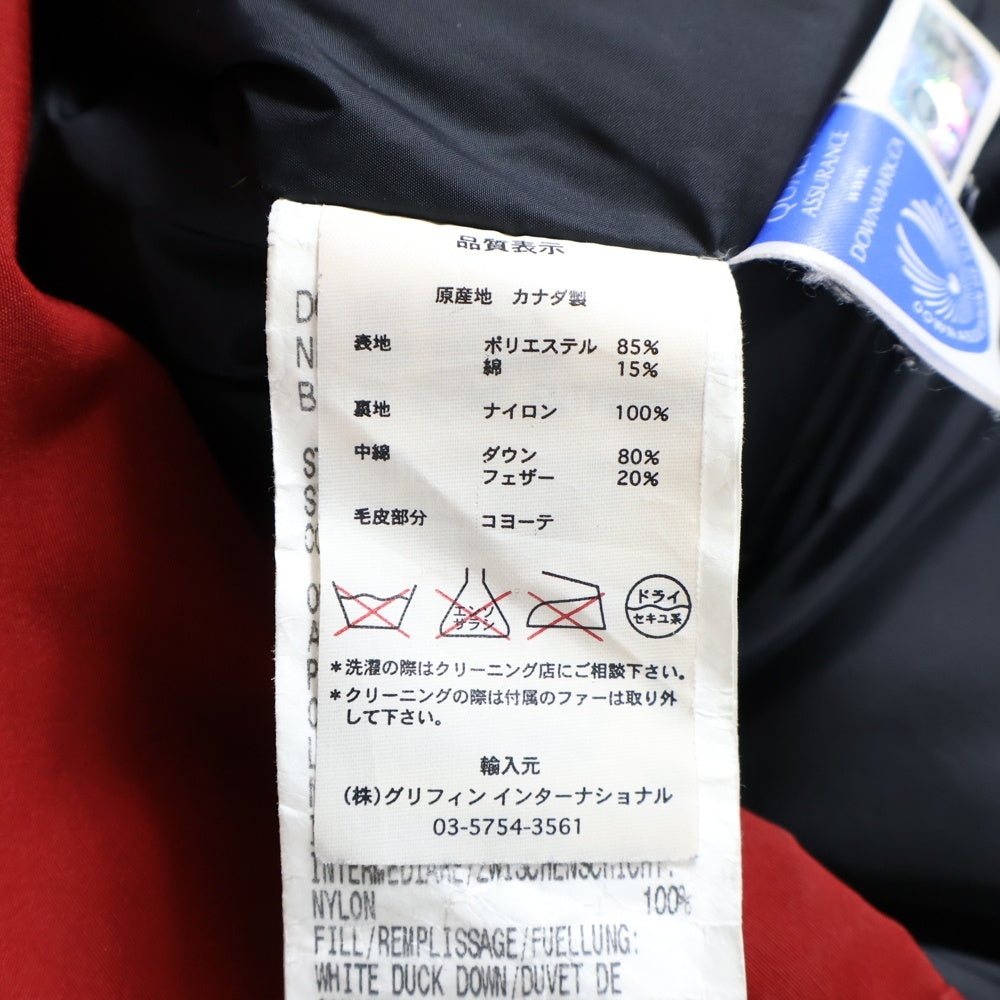 品質表示
原産地 カナダ製
表地 ポリエステル 85%
綿 15%
裏地 ナイロン 100%
中綿 ダウン 80%
フェザー 20%
毛皮部分 コヨーテ
エンソ
サラン
ドライ
セキユ系
*洗濯の際はクリーニング店にご相談下さい。
*クリーニングの際は付属のファーは取り外
して下さい。
輸入元
(株)グリフィン インターナショナル
03-5754-3561
INTERMEDIAIRE/ZWISCHENSCHICHT:
NYLON 100%
FILL/REMPLISSAGE/FUELLUNG:
WHITE DUCK DOWN/DUVET DE
ASSURANCE
www.
DOWNMARK.CA